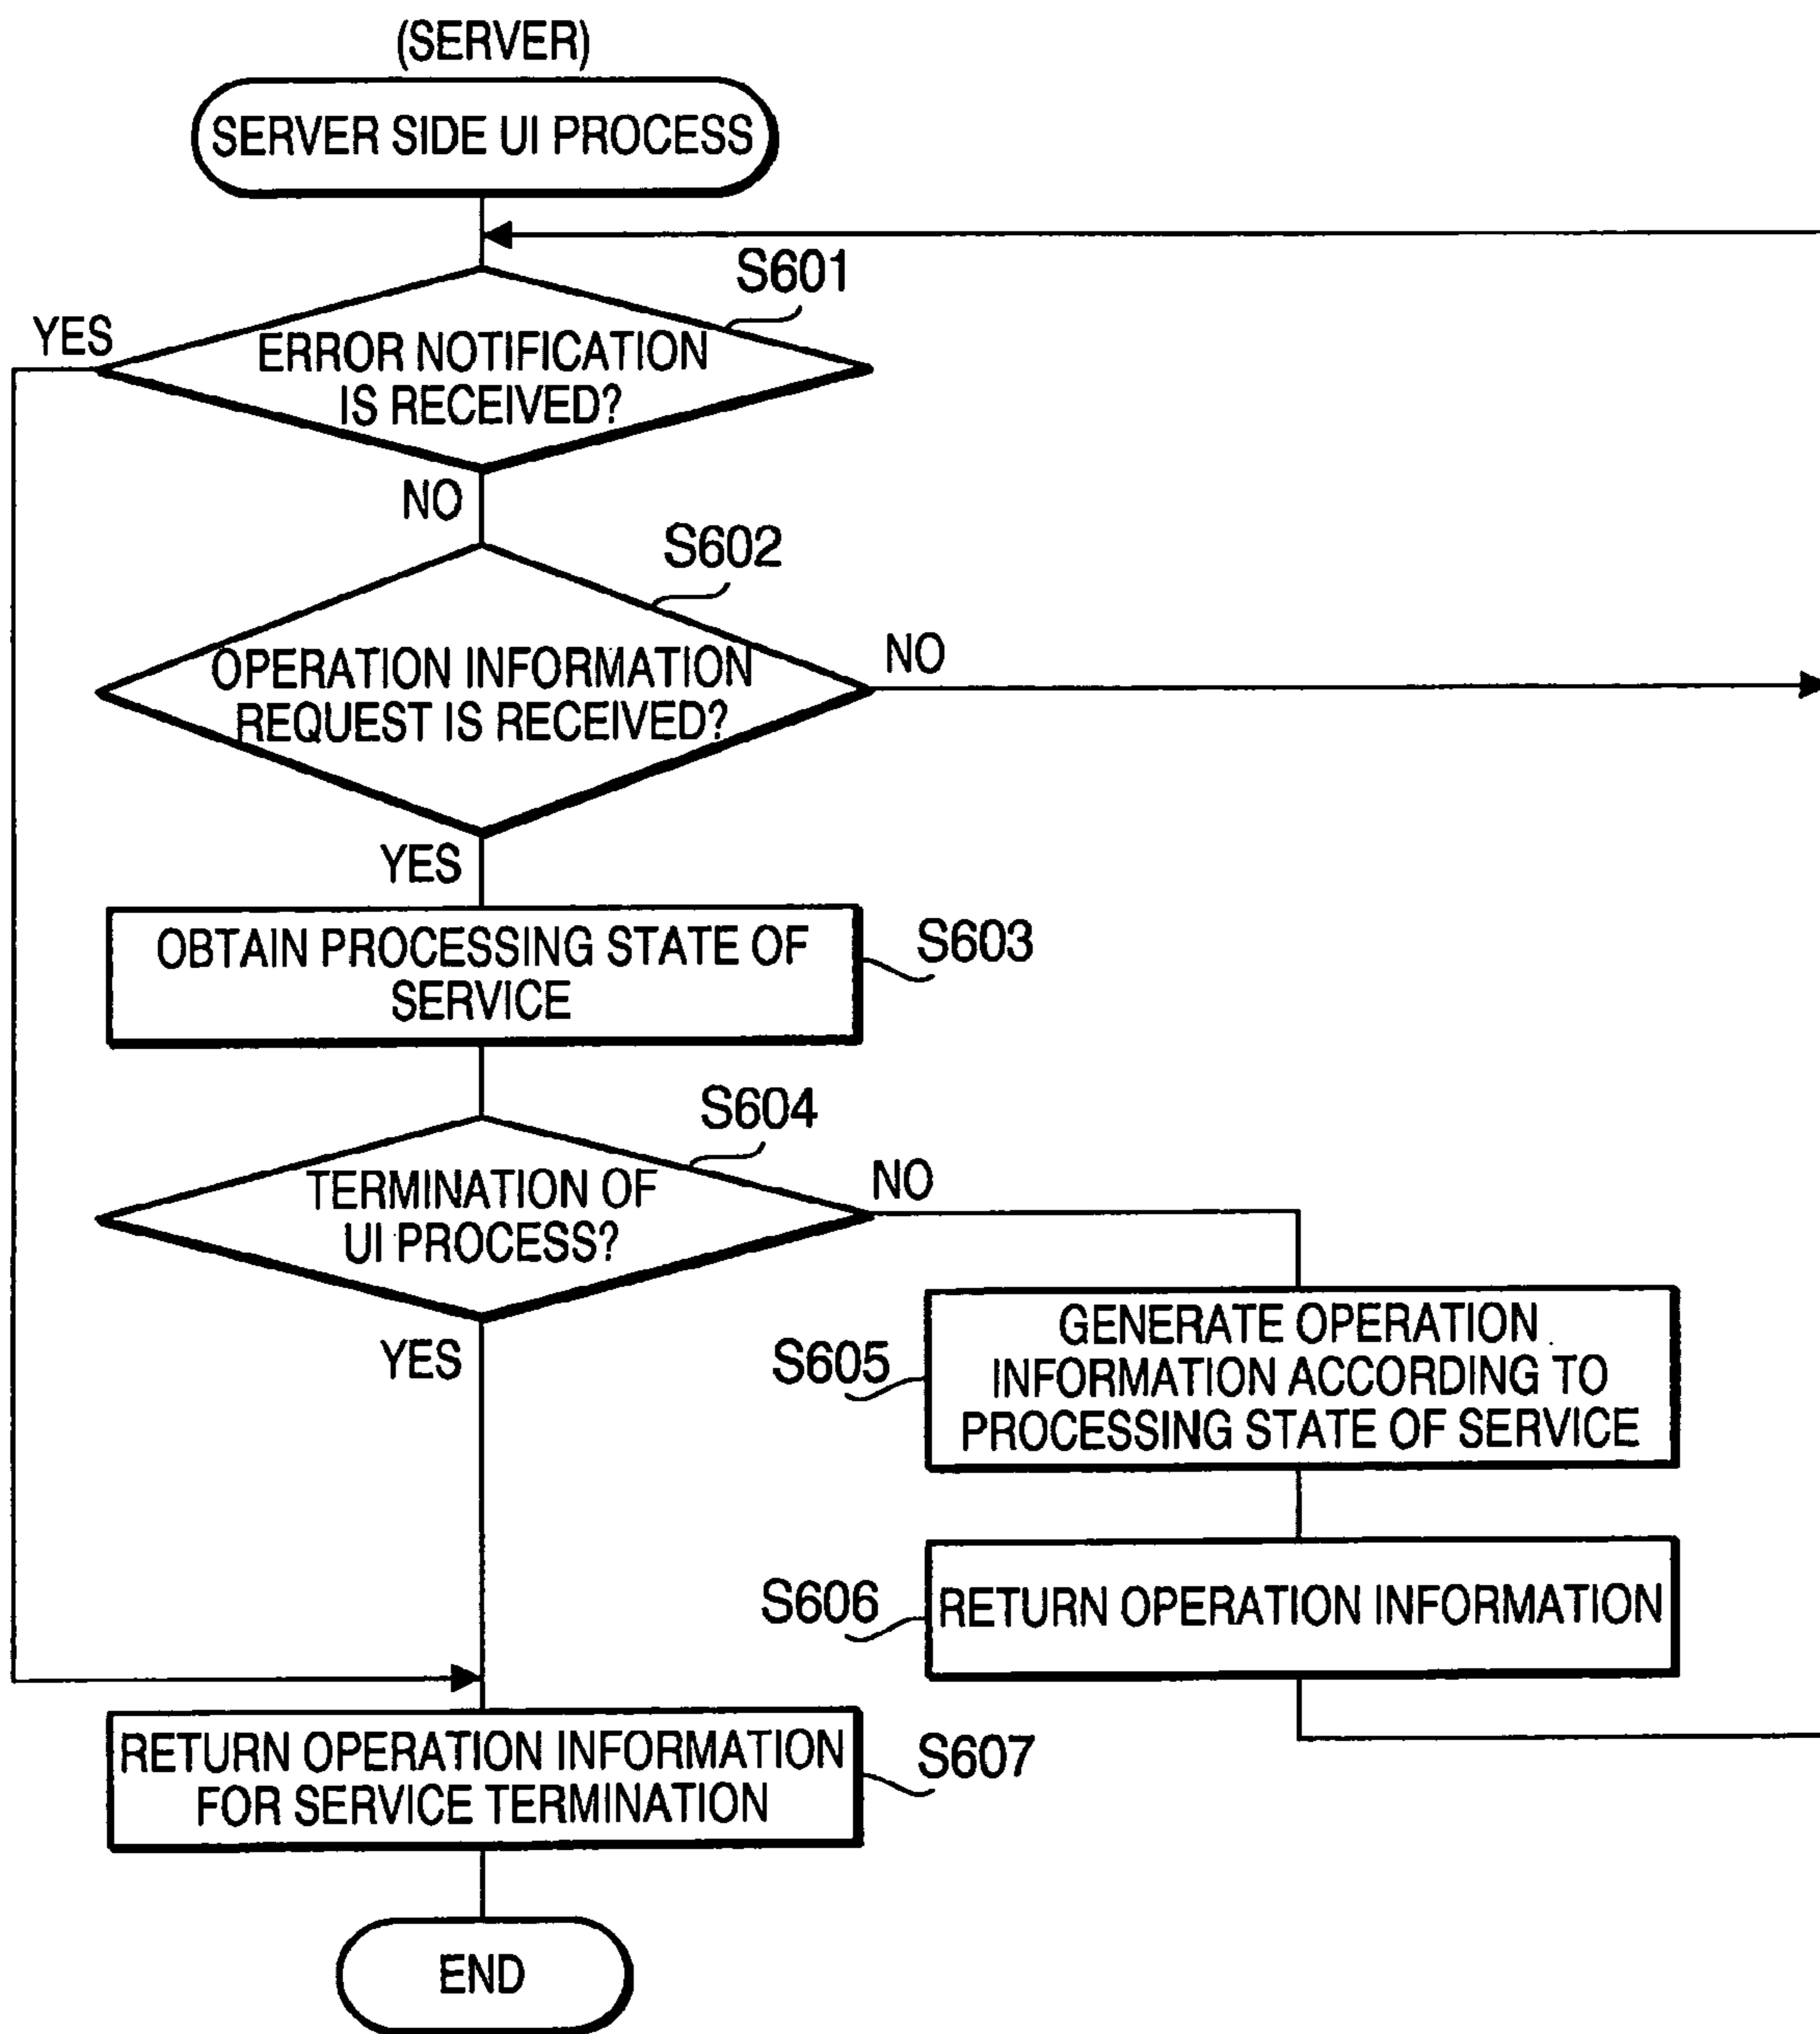 (SERVER)
SERVER SIDE UI PROCESS
S601
YES
ERROR NOTIFICATION
IS RECEIVED?
NO
S602
OPERATION INFORMATION
REQUEST IS RECEIVED?
NO
YES
OBTAIN PROCESSING STATE OF
SERVICE
S603
S604
TERMINATION OF
UI PROCESS?
NO
YES
S605
GENERATE OPERATION
INFORMATION ACCORDING TO
PROCESSING STATE OF SERVICE
S606
RETURN OPERATION INFORMATION
RETURN OPERATION INFORMATION
FOR SERVICE TERMINATION
S607
END